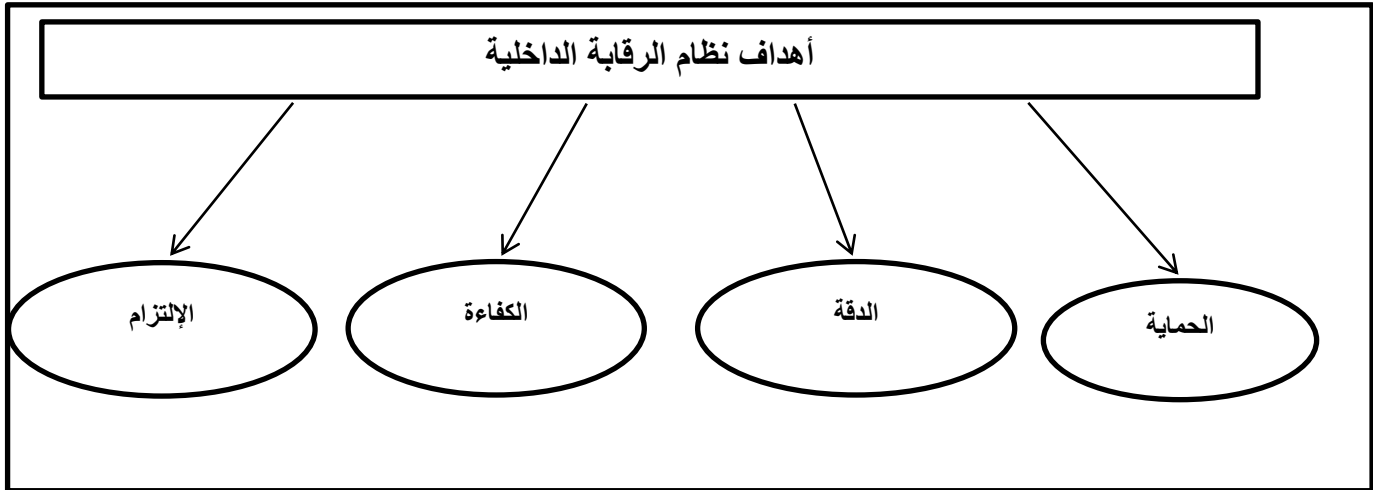 أهداف نظام الرقابة الداخلية
الحماية
الدقة
الكفاءة
الإلتزام